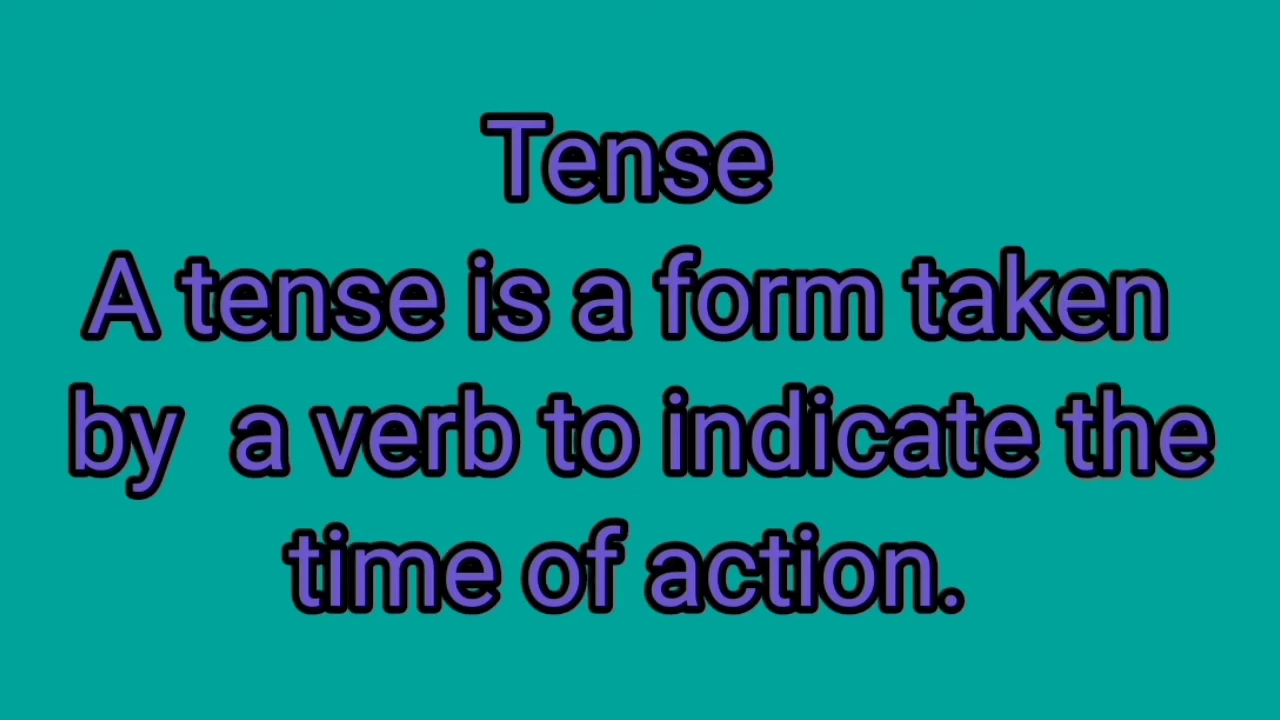 Tense
A tense is a form taken
by  a verb to indicate the
time of action.